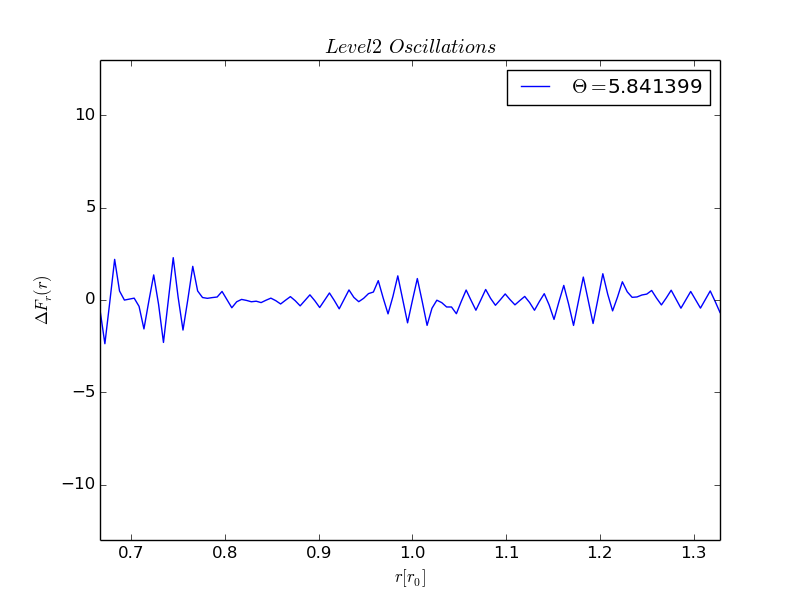 Level2 Oscillations
Θ=5.841399
10
5
0
−5
−10
ΔF_r(r)
0.7 0.8 0.9 1.0 1.1 1.2 1.3
r[r_0]